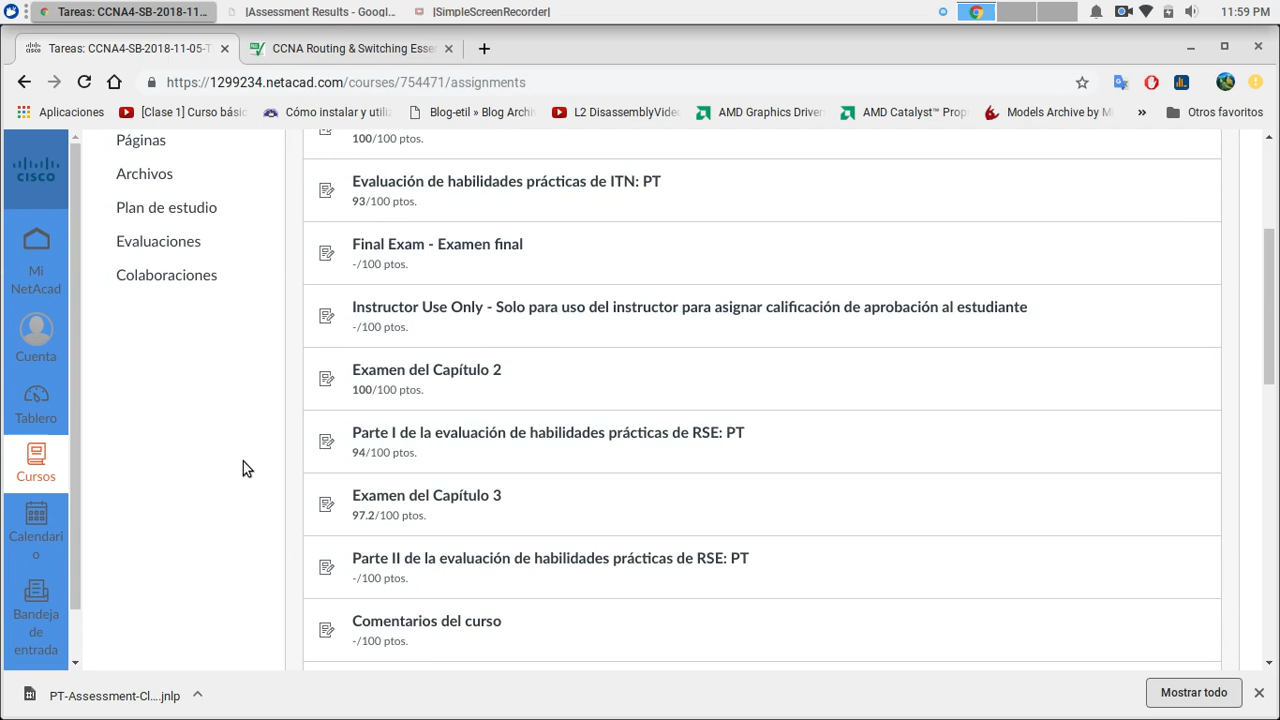 Tareas: CCNA4-SB-2018-11...
|Assessment Results - Googl...
|SimpleScreenRecorder|
11:59 PM
Tareas: CCNA4-SB-2018-11-05-T
CCNA Routing & Switching Esse
https://1299234.netacad.com/courses/754471/assignments
Aplicaciones
[Clase 1] Curso bási
Cómo instalar y utili
Blog-etil » Blog Archi
L2 DisassemblyVide
AMD Graphics Driver
AMD Catalyst™ Prop
Models Archive by M
»
Otros favoritos
CISCO
Mi
NetAcad
Cuenta
Tablero
Cursos
Calendari
o
Bandeja
de
entrada
Páginas
Archivos
Plan de estudio
Evaluaciones
Colaboraciones
100/100 ptos.
Evaluación de habilidades prácticas de ITN: PT
93/100 ptos.
Final Exam - Examen final
-/100 ptos.
Instructor Use Only - Solo para uso del instructor para asignar calificación de aprobación al estudiante
-/100 ptos.
Examen del Capítulo 2
100/100 ptos.
Parte I de la evaluación de habilidades prácticas de RSE: PT
94/100 ptos.
Examen del Capítulo 3
97.2/100 ptos.
Parte II de la evaluación de habilidades prácticas de RSE: PT
-/100 ptos.
Comentarios del curso
-/100 ptos.
PT-Assessment-Cl....jnlp
Mostrar todo